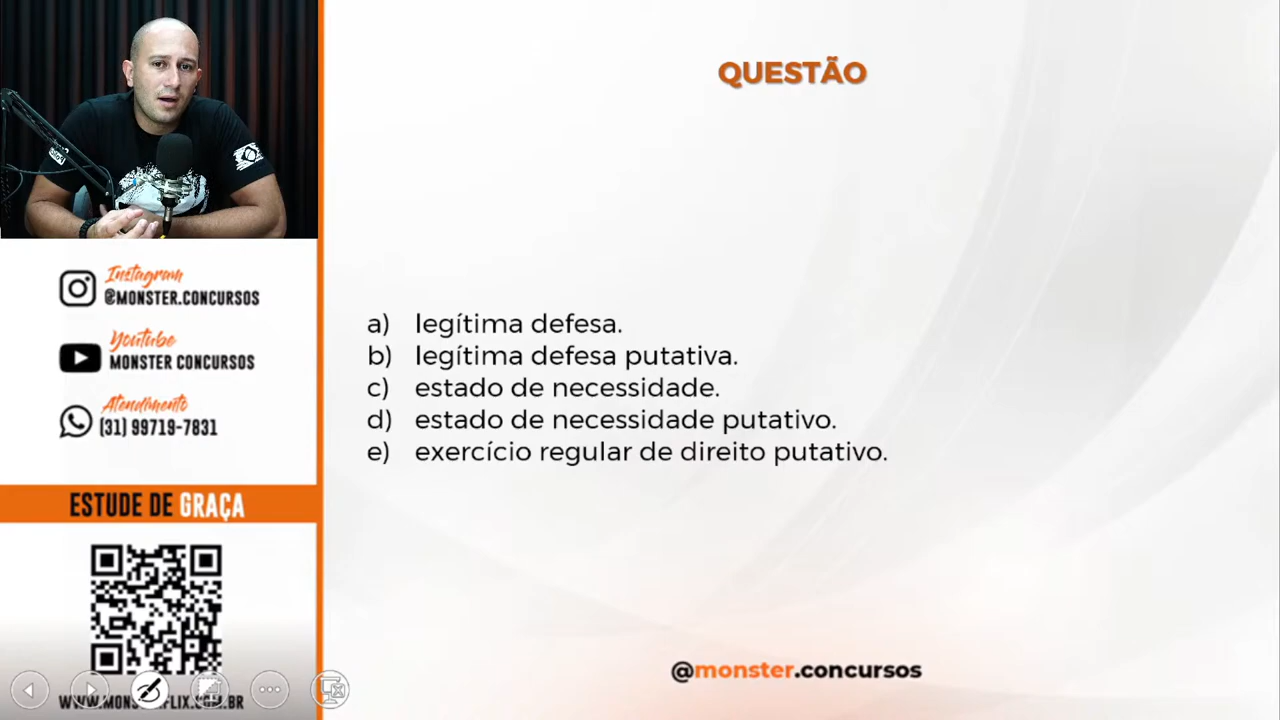 QUESTÃO
a) legítima defesa.
b) legítima defesa putativa.
c) estado de necessidade.
d) estado de necessidade putativo.
e) exercício regular de direito putativo.
@monster.concursos
Instagram
@MONSTER.CONCURSOS
Youtube
MONSTER CONCURSOS
Atendimento
(31) 99719-7831
ESTUDE DE GRAÇA